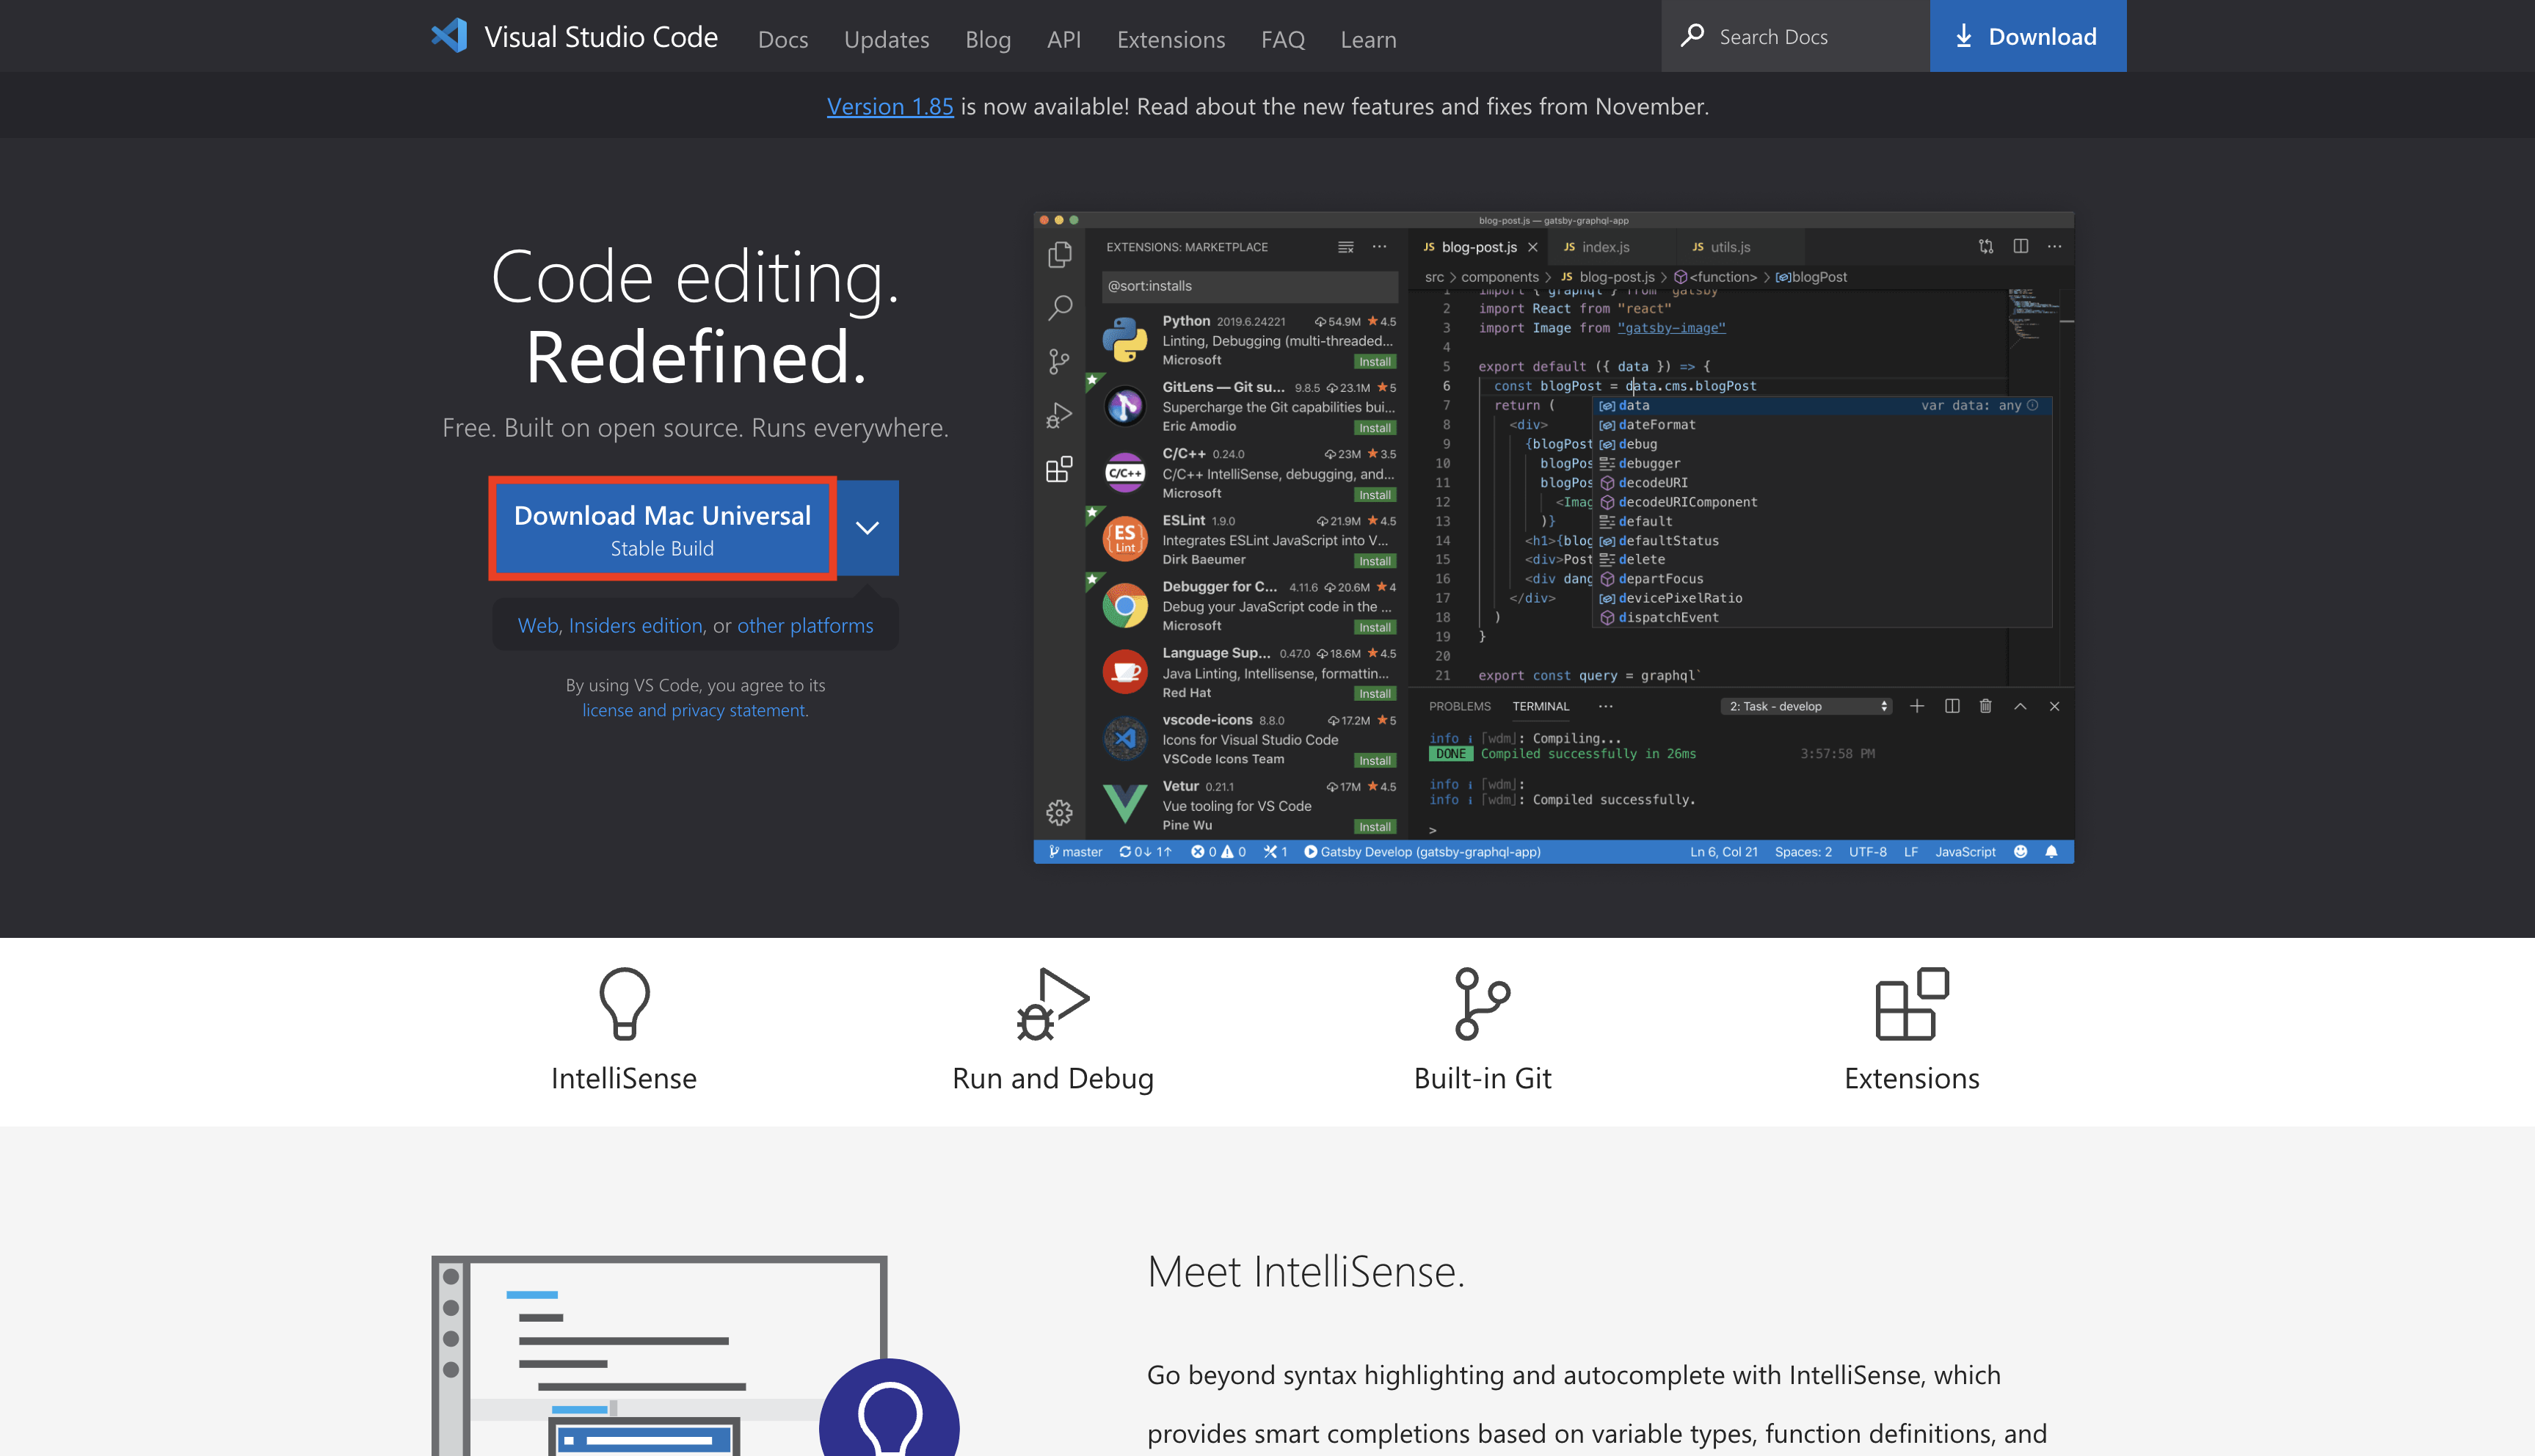 Visual Studio Code Docs Updates Blog API Extensions FAQ Learn Search Docs Download
Version 1.85 is now available! Read about the new features and fixes from November.
Code editing.
Redefined.
Free. Built on open source. Runs everywhere.
Download Mac Universal
Stable Build
Web, Insiders edition, or other platforms
By using VS Code, you agree to its
license and privacy statement.
blog-post.js — gatsby-graphql-app
EXTENSIONS: MARKETPLACE
@sort:installs
Python 2019.6.24221 54.9M 4.5
Linting, Debugging (multi-threaded...
Microsoft Install
GitLens — Git su... 9.8.5 23.1M 5
Supercharge the Git capabilities bui...
Eric Amodio Install
C/C++ 0.24.0 23M 3.5
C/C++
C/C++ IntelliSense, debugging, and...
Microsoft Install
ESLint 1.9.0 21.9M 4.5
ES
Lint
Integrates ESLint JavaScript into V...
Dirk Baeumer Install
Debugger for C... 4.11.6 20.6M 4
Debug your JavaScript code in the ...
Microsoft Install
Language Sup... 0.47.0 18.6M 4.5
Java Linting, Intellisense, formattin...
Red Hat Install
vscode-icons 8.8.0 17.2M 5
Icons for Visual Studio Code
VSCode Icons Team Install
Vetur 0.21.1 17M 4.5
Vue tooling for VS Code
Pine Wu Install
JS blog-post.js JS index.js JS utils.js
src > components > JS blog-post.js > <function> > blogPost
1 import { graphql } from "gatsby"
2 import React from "react"
3 import Image from "gatsby-image"
4
5 export default ({ data }) => {
6 const blogPost = data.cms.blogPost
7 return (
8 <div>
9 {blogPost
10 blogPos
11 blogPos
12 <Imag
13 )}
14 <h1>{blog
15 <div>Post
16 <div dang
17 </div>
18 )
19 }
20
21 export const query = graphql`
data var data: any
dateFormat
debug
debugger
decodeURI
decodeURIComponent
default
defaultStatus
delete
departFocus
devicePixelRatio
dispatchEvent
PROBLEMS TERMINAL ... 2: Task - develop
info i ｢wdm｣: Compiling...
DONE Compiled successfully in 26ms 3:57:58 PM
info i ｢wdm｣:
info i ｢wdm｣: Compiled successfully.
>
master 0↓ 1↑ 0 0 1 Gatsby Develop (gatsby-graphql-app) Ln 6, Col 21 Spaces: 2 UTF-8 LF JavaScript
IntelliSense
Run and Debug
Built-in Git
Extensions
Meet IntelliSense.
Go beyond syntax highlighting and autocomplete with IntelliSense, which
provides smart completions based on variable types, function definitions, and